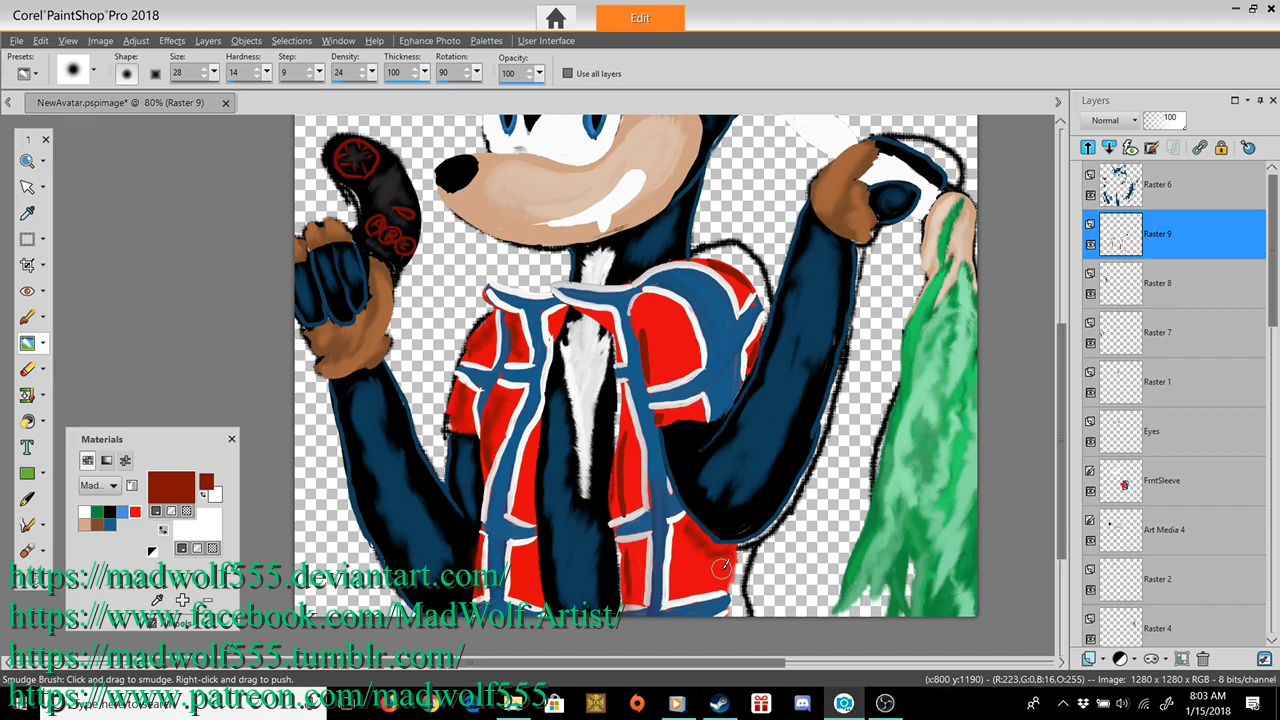 Corel PaintShop Pro 2018
Edit
File Edit View Image Adjust Effects Layers Objects Selections Window Help Enhance Photo Palettes User Interface
Presets: Shape: Size: Hardness: Step: Density: Thickness: Rotation: Opacity:
28 14 9 24 100 90 100 Use all layers
NewAvatar.pspimage* @ 80% (Raster 9)
Layers
Normal 100
Raster 6
Raster 9
Raster 8
Raster 7
Raster 1
Eyes
FrntSleeve
Art Media 4
Raster 2
Raster 4
Materials
Mad...
https://madwolf555.deviantart.com/
https://www.facebook.com/MadWolf.Artist/
https://madwolf555.tumblr.com/
https://www.patreon.com/madwolf555
Smudge Brush: Click and drag to smudge. Right-click and drag to push.
(x:800 y:1190) - (R:223,G:0,B:16,O:255) -- Image: 1280 x 1280 x RGB - 8 bits/channel
8:03 AM
1/15/2018